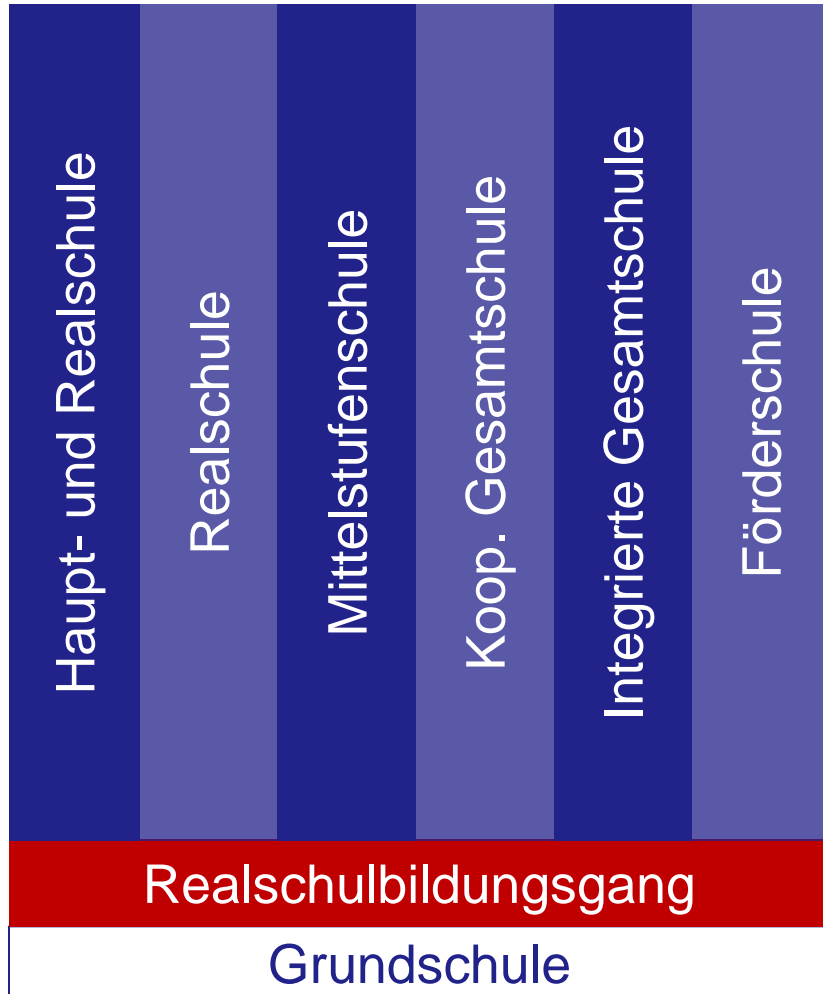 Haupt- und Realschule
Realschule
Mittelstufenschule
Koop. Gesamtschule
Integrierte Gesamtschule
Förderschule
Realschulbildungsgang
Grundschule